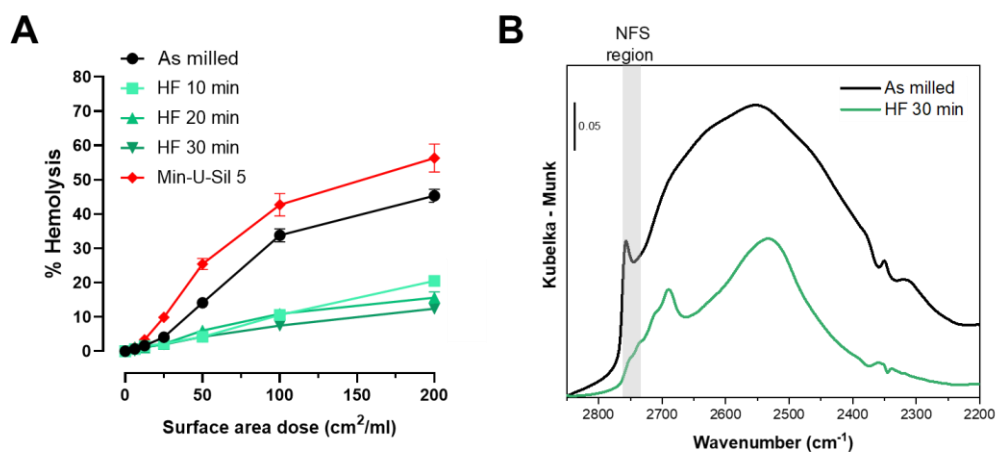 A
As milled
HF 10 min
HF 20 min
HF 30 min
Min-U-Sil 5
80
70
60
50
40
30
20
10
0
% Hemolysis
0 50 100 150 200
Surface area dose (cm²/ml)
B
NFS
region
As milled
HF 30 min
0.05
Kubelka - Munk
2800 2700 2600 2500 2400 2300 2200
Wavenumber (cm⁻¹)